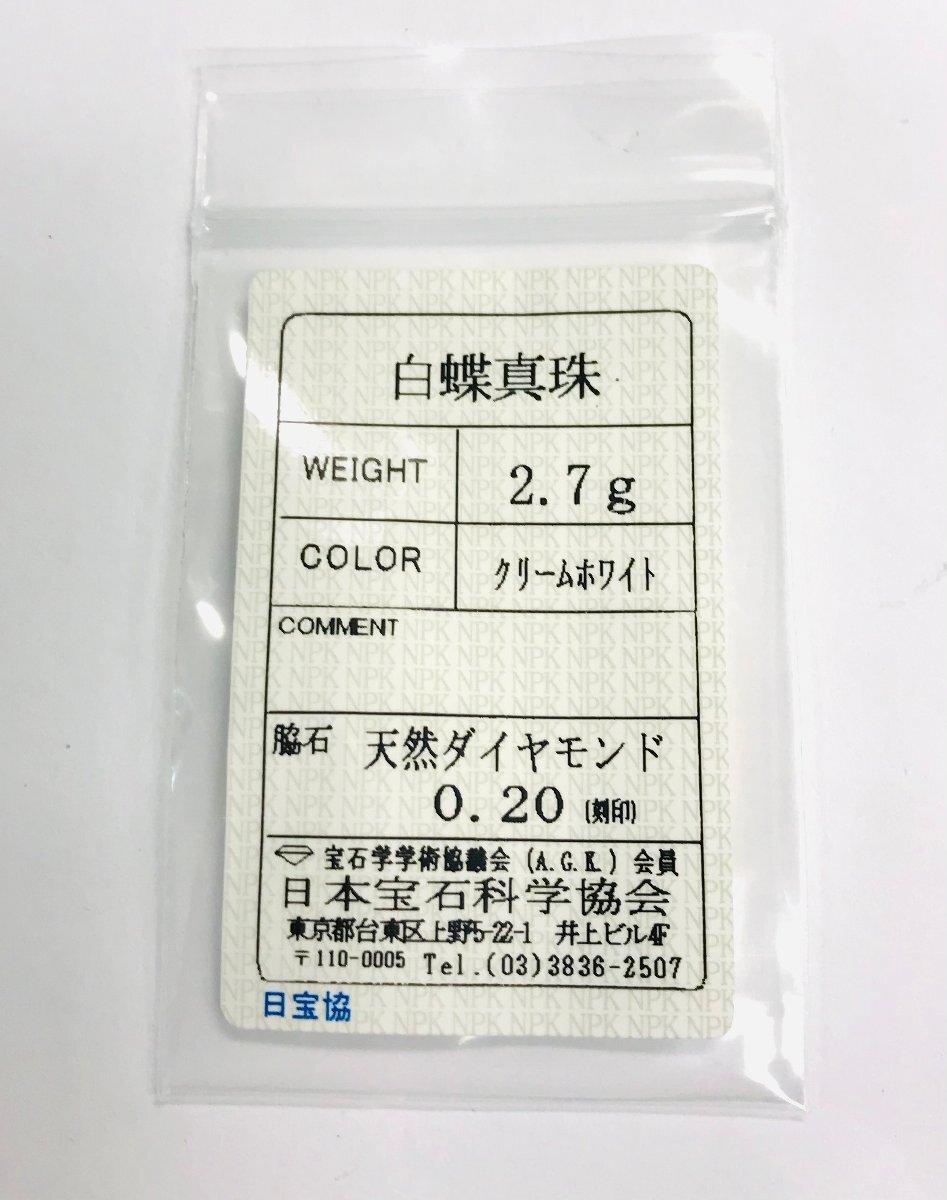 白蝶真珠
WEIGHT 2.7g
COLOR クリームホワイト
COMMENT
脇石 天然ダイヤモンド
0.20 (刻印)
宝石学学術協議会 (A.G.K.) 会員
日本宝石科学協会
東京都台東区上野5-22-1 井上ビル4F
〒110-0005 Tel.(03)3836-2507
日宝協